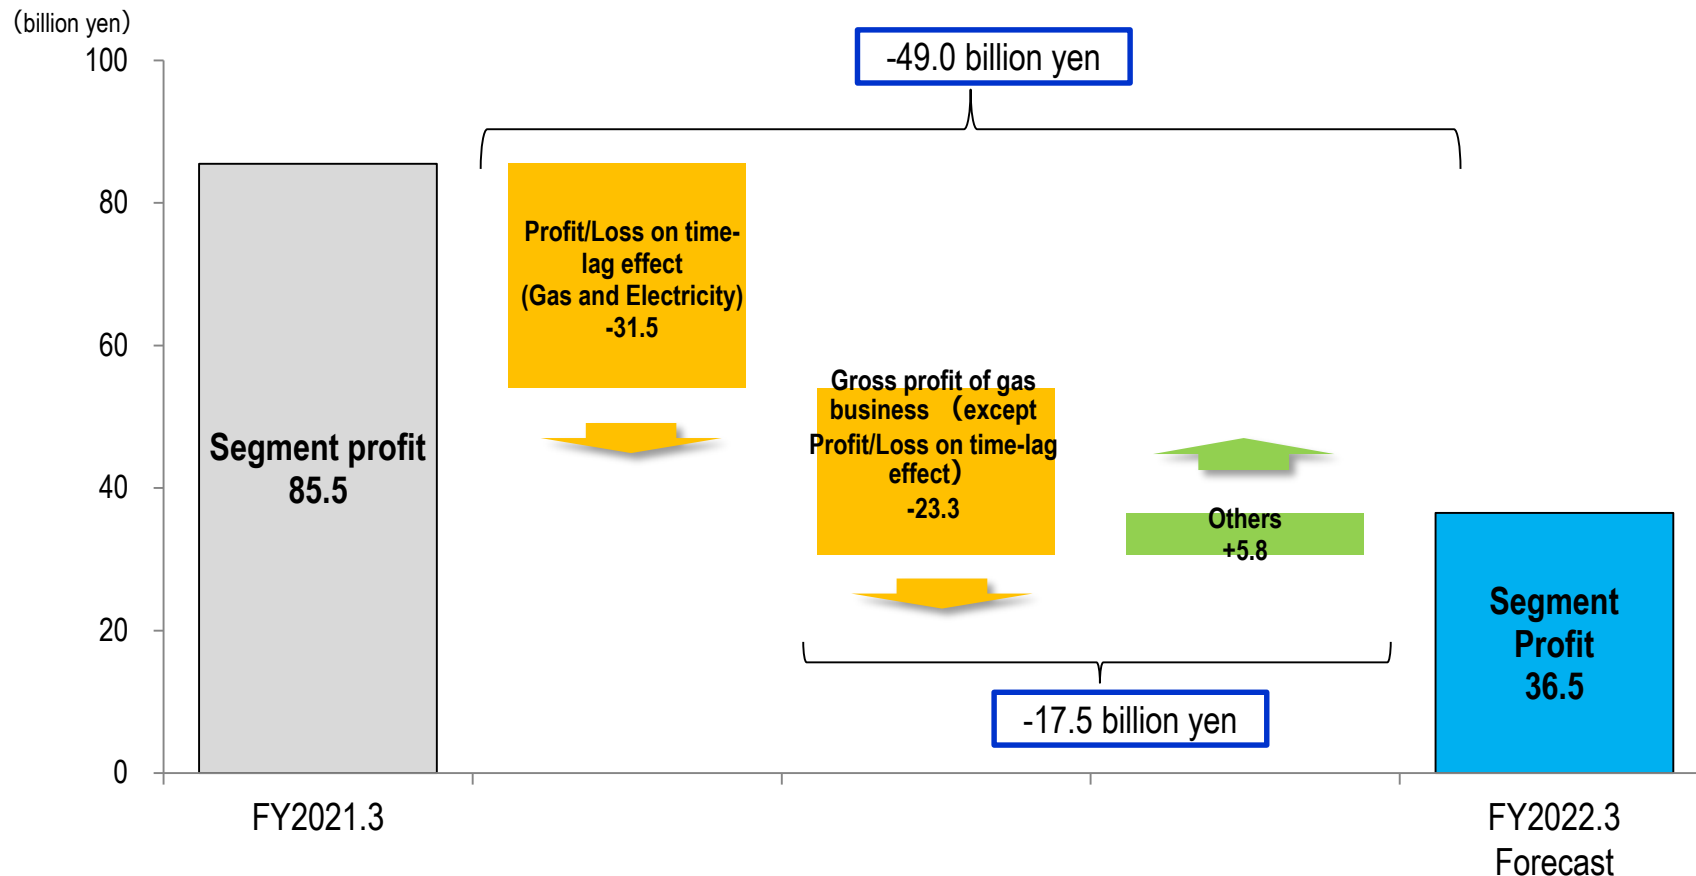 （billion yen）
100
80
60
40
20
0
-49.0 billion yen
Segment profit
85.5
Profit/Loss on time-
lag effect
(Gas and Electricity)
-31.5
Gross profit of gas
business （except
Profit/Loss on time-lag
effect）
-23.3
Others
+5.8
-17.5 billion yen
Segment
Profit
36.5
FY2021.3
FY2022.3
Forecast